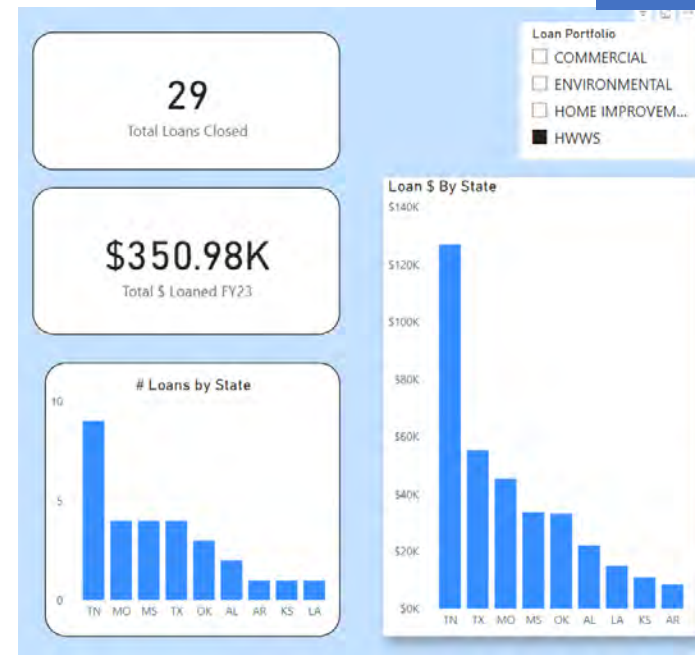 29
Total Loans Closed
$350.98K
Total $ Loaned FY23
# Loans by State
10
5
0
TN MO MS TX OK AL AR KS LA
Loan Portfolio
COMMERCIAL
ENVIRONMENTAL
HOME IMPROVEM...
HWWS
Loan $ By State
$140K
$120K
$100K
$80K
$60K
$40K
$20K
$0K
TN TX MO MS OK AL LA KS AR